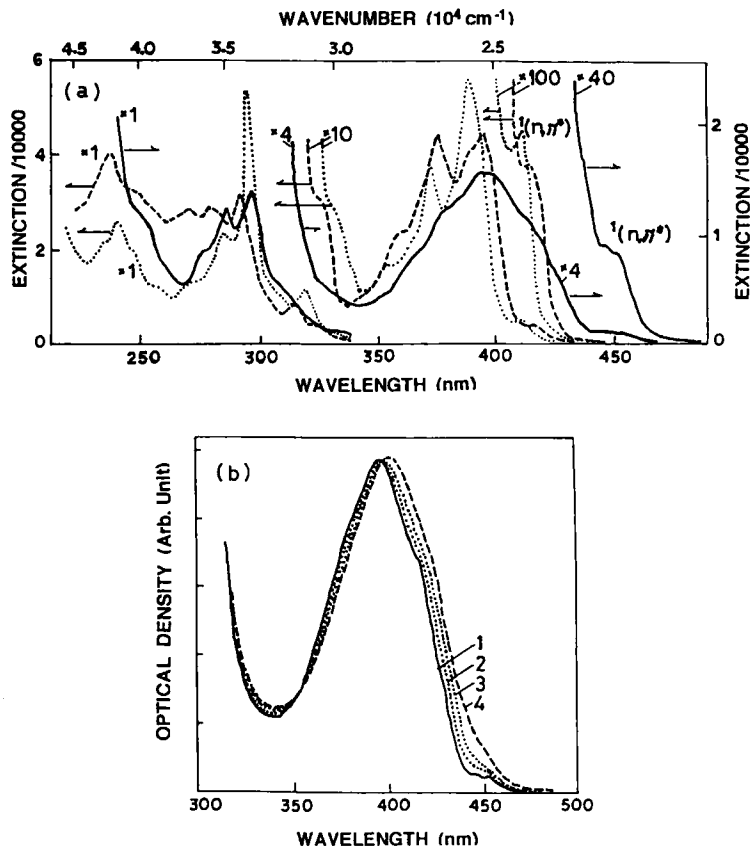 WAVENUMBER (10⁴ cm⁻¹)
4.5 4.0 3.5 3.0 2.5
(a)
×1
×1
×1
×4
×10
×100
×40
¹(n,π*)
¹(n,π*)
×4
EXTINCTION /10000
6
4
2
0
EXTINCTION /10000
2
1
0
250 300 350 400 450
WAVELENGTH (nm)
(b)
OPTICAL DENSITY (Arb. Unit)
1
2
3
4
300 350 400 450 500
WAVELENGTH (nm)